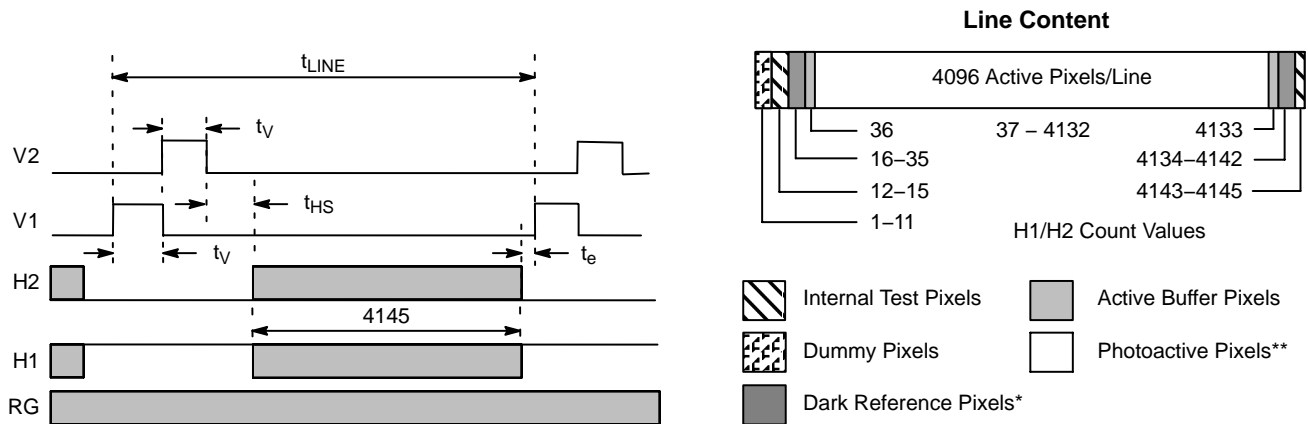 Line Content
t_LINE
4096 Active Pixels/Line
t_V
36 37 – 4132 4133
V2
16–35 4134–4142
t_HS
12–15 4143–4145
V1
1–11 H1/H2 Count Values
t_V t_e
H2
Internal Test Pixels Active Buffer Pixels
4145
H1
Dummy Pixels Photoactive Pixels**
RG
Dark Reference Pixels*